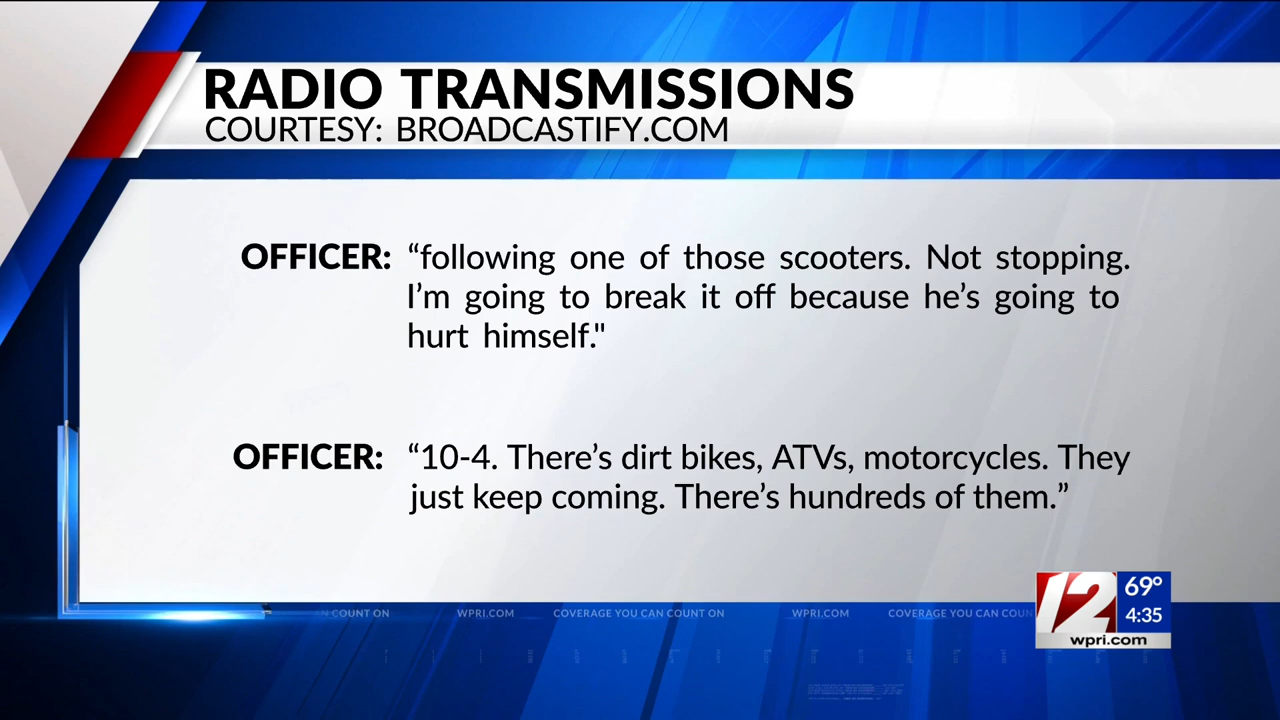 RADIO TRANSMISSIONS
COURTESY: BROADCASTIFY.COM
OFFICER: “following one of those scooters. Not stopping.
I’m going to break it off because he’s going to
hurt himself."
OFFICER: “10-4. There’s dirt bikes, ATVs, motorcycles. They
just keep coming. There’s hundreds of them.”
12 69°
4:35
wpri.com
N COUNT ON WPRI.COM COVERAGE YOU CAN COUNT ON WPRI.COM COVERAGE YOU CAN COUN